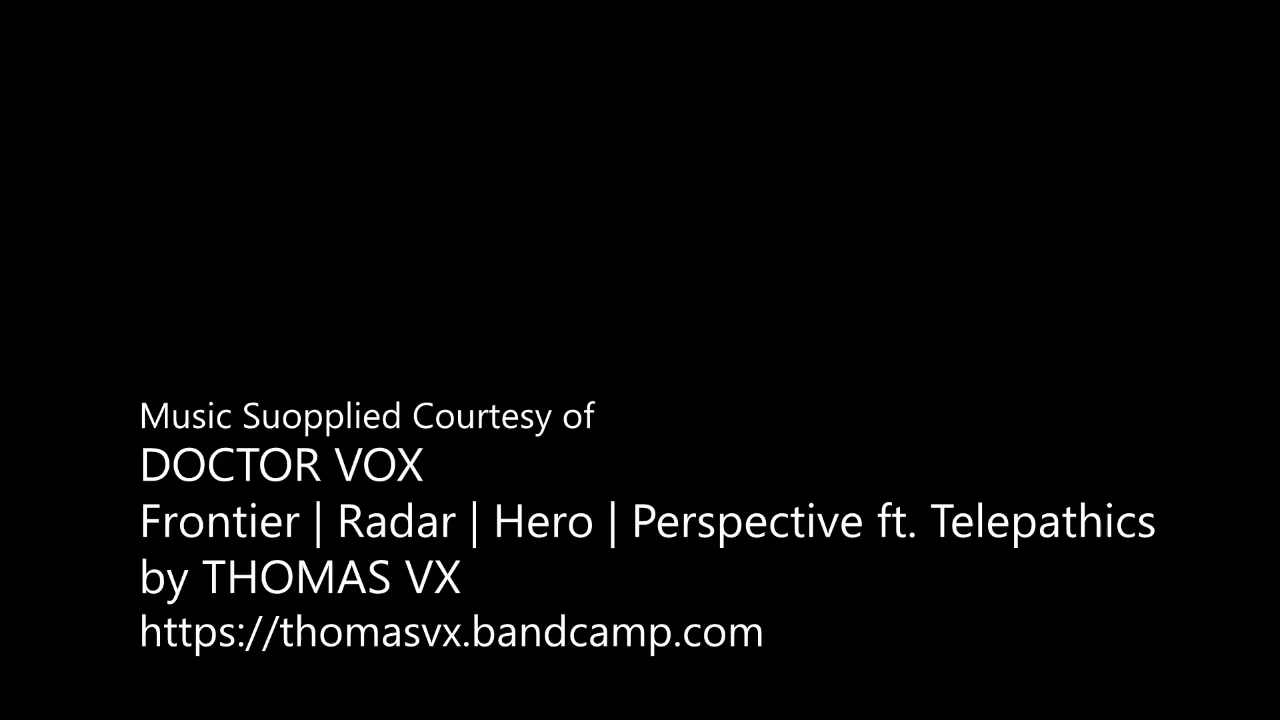 Music Suopplied Courtesy of
DOCTOR VOX
Frontier | Radar | Hero | Perspective ft. Telepathics
by THOMAS VX
https://thomasvx.bandcamp.com